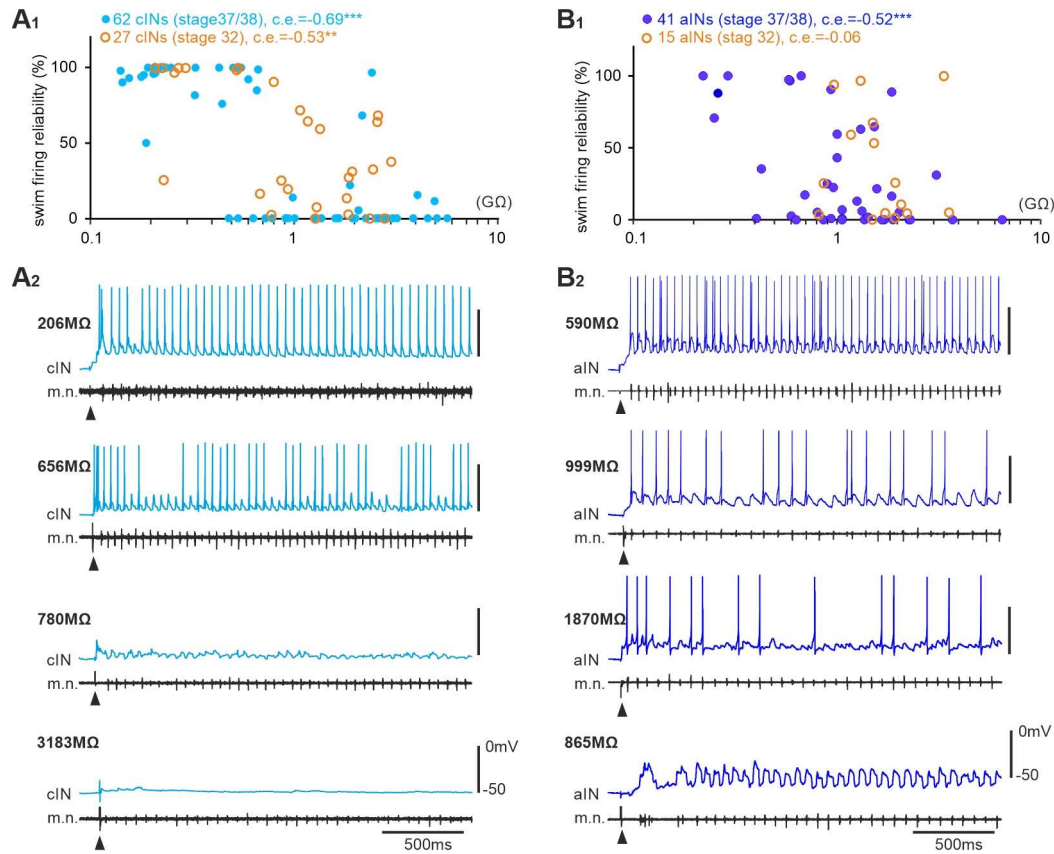 A1
62 cINs (stage37/38), c.e.=-0.69***
27 cINs (stage 32), c.e.=-0.53**
swim firing reliability (%)
100
50
0
(GΩ)
0.1
1
10
B1
41 aINs (stage 37/38), c.e.=-0.52***
15 aINs (stag 32), c.e.=-0.06
swim firing reliability (%)
100
50
0
(GΩ)
0.1
1
10
A2
206MΩ
cIN
m.n.
656MΩ
cIN
m.n.
780MΩ
cIN
m.n.
3183MΩ
0mV
-50
cIN
m.n.
500ms
B2
590MΩ
aIN
m.n.
999MΩ
aIN
m.n.
1870MΩ
aIN
m.n.
865MΩ
0mV
-50
aIN
m.n.
500ms